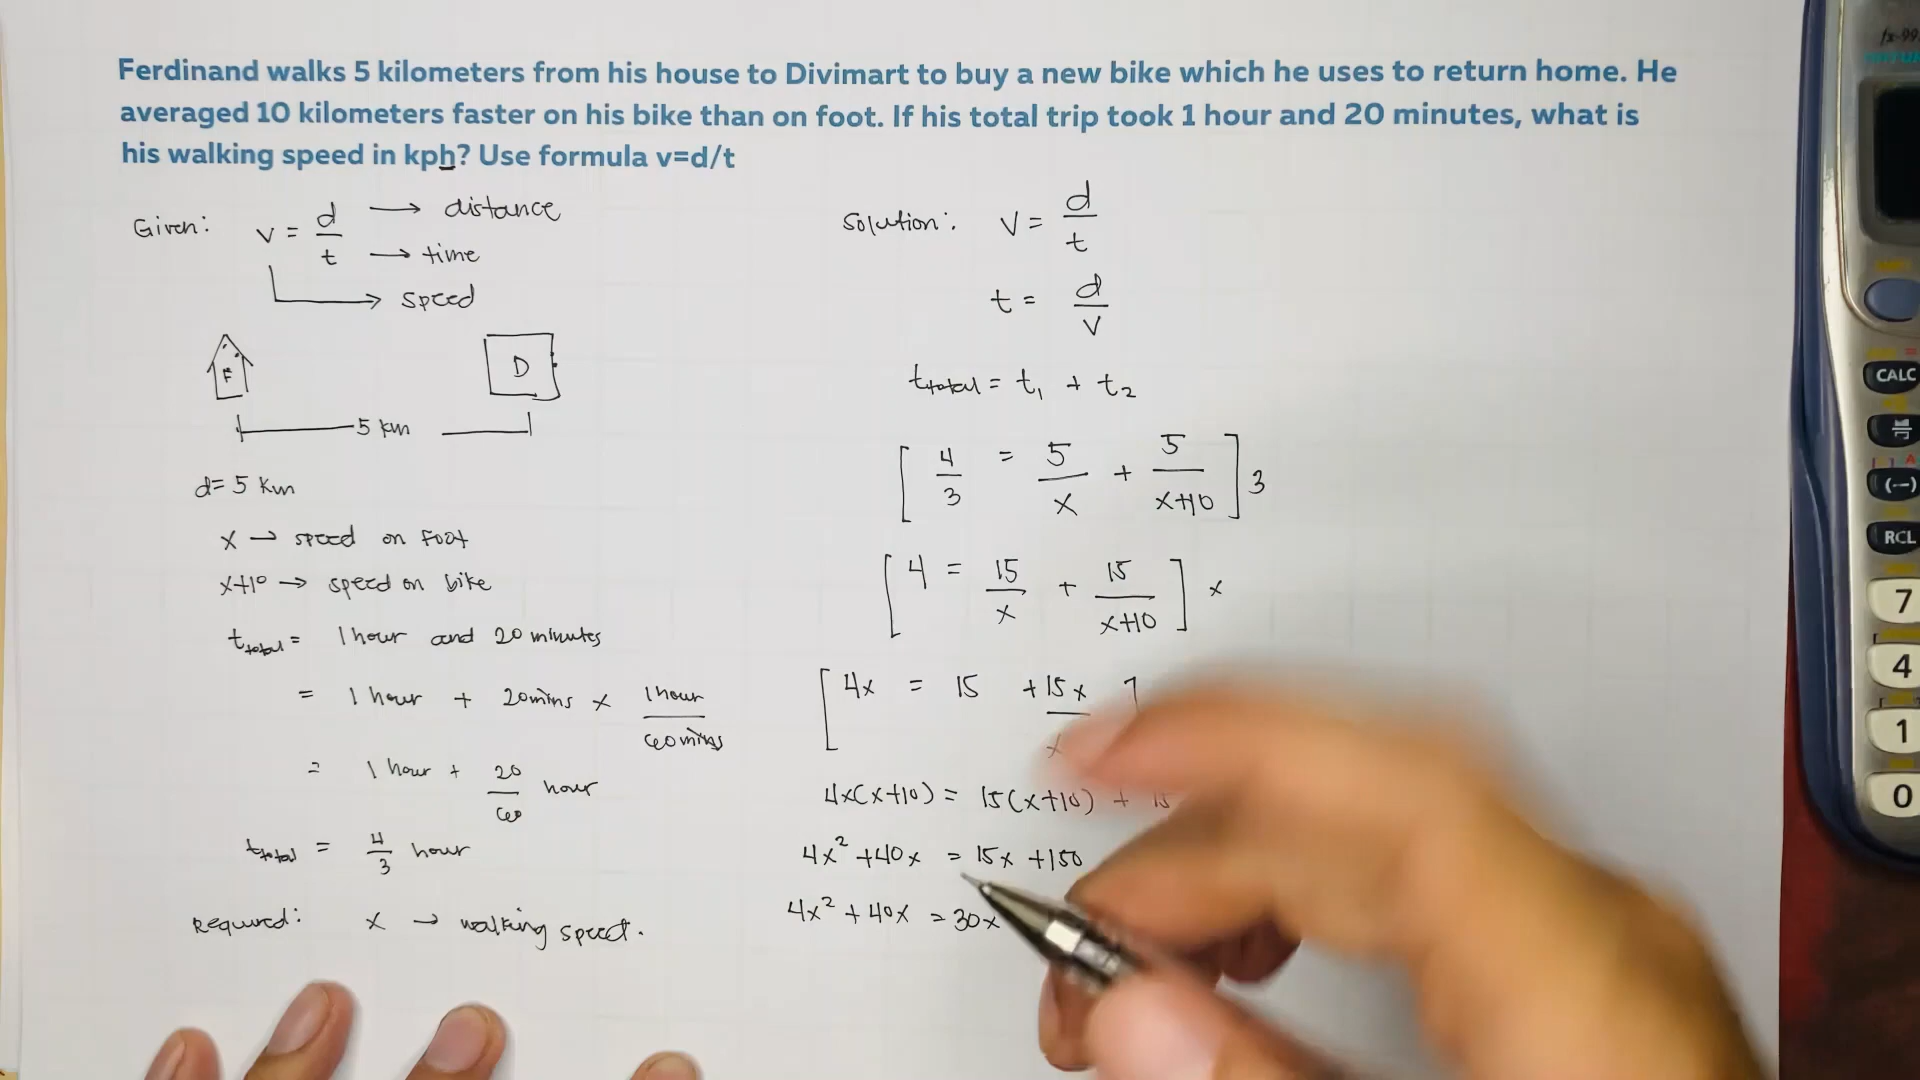 Ferdinand walks 5 kilometers from his house to Divimart to buy a new bike which he uses to return home. He
averaged 10 kilometers faster on his bike than on foot. If his total trip took 1 hour and 20 minutes, what is
his walking speed in kph? Use formula v=d/t
Given: v = d/t → distance
→ time
→ speed
F
D
5 km
d= 5 km
x → speed on foot
x+10 → speed on bike
t total = 1 hour and 20 minutes
= 1 hour + 20mins x 1 hour/60 mins
= 1 hour + 20/60 hour
t total = 4/3 hour
Required: x → walking speed.
Solution: V = d/t
t = d/v
t total = t1 + t2
[4/3 = 5/x + 5/x+10] 3
[4 = 15/x + 15/x+10] x
[4x = 15 + 15x
4x(x+10) = 15(x+10) + 15
4x² + 40x = 15x + 150
4x² + 40x = 30x
fx-99
CALC
(−)
RCL
7
4
1
0